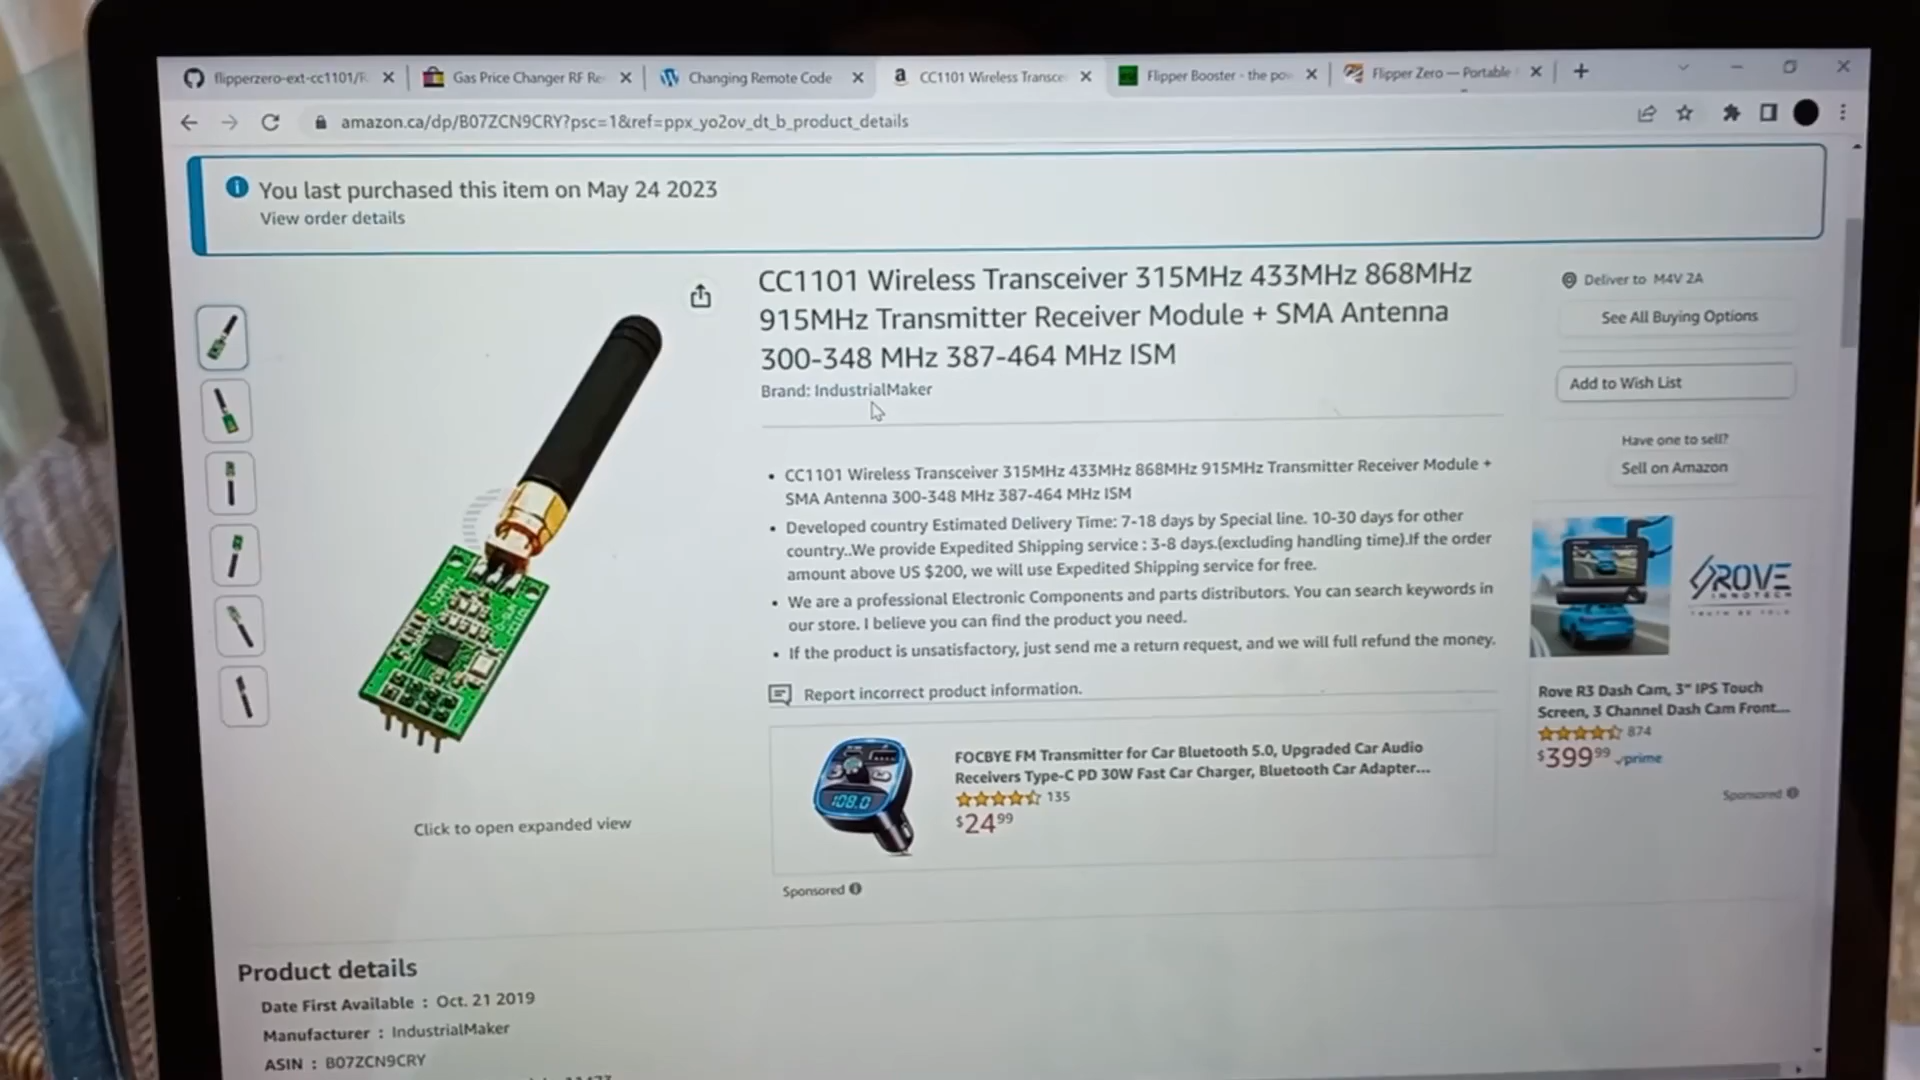 flipperzero-ext-cc1101/R
Gas Price Changer RF Re
Changing Remote Code
CC1101 Wireless Transce
Flipper Booster - the pow
Flipper Zero — Portable
amazon.ca/dp/B07ZCN9CRY?psc=1&ref=ppx_yo2ov_dt_b_product_details
You last purchased this item on May 24 2023
View order details
CC1101 Wireless Transceiver 315MHz 433MHz 868MHz
915MHz Transmitter Receiver Module + SMA Antenna
300-348 MHz 387-464 MHz ISM
Brand: IndustrialMaker
Deliver to M4V 2A
See All Buying Options
Add to Wish List
Have one to sell?
Sell on Amazon
• CC1101 Wireless Transceiver 315MHz 433MHz 868MHz 915MHz Transmitter Receiver Module +
SMA Antenna 300-348 MHz 387-464 MHz ISM
• Developed country Estimated Delivery Time: 7-18 days by Special line. 10-30 days for other
country..We provide Expedited Shipping service : 3-8 days.(excluding handling time).If the order
amount above US $200, we will use Expedited Shipping service for free.
• We are a professional Electronic Components and parts distributors. You can search keywords in
our store. I believe you can find the product you need.
• If the product is unsatisfactory, just send me a return request, and we will full refund the money.
Report incorrect product information.
ROVE
INNOTECH
Rove R3 Dash Cam, 3" IPS Touch
Screen, 3 Channel Dash Cam Front....
874
$399 99 prime
Sponsored
108.0
FOCBYE FM Transmitter for Car Bluetooth 5.0, Upgraded Car Audio
Receivers Type-C PD 30W Fast Car Charger, Bluetooth Car Adapter...
135
$24 99
Sponsored
Click to open expanded view
Product details
Date First Available : Oct. 21 2019
Manufacturer : IndustrialMaker
ASIN : B07ZCN9CRY